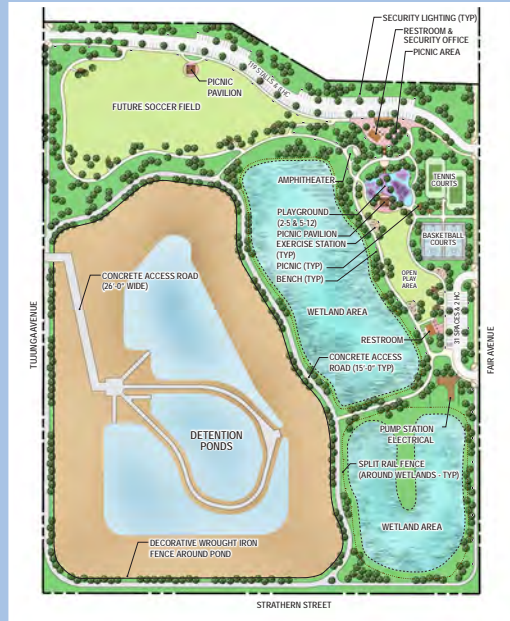 SECURITY LIGHTING (TYP)
RESTROOM &
SECURITY OFFICE
PICNIC AREA
119 STALLS & 6 HC
PICNIC
PAVILION
FUTURE SOCCER FIELD
AMPHITHEATER
TENNIS
COURTS
PLAYGROUND
(2-5 & 5-12)
PICNIC PAVILION
EXERCISE STATION
(TYP)
PICNIC (TYP)
BENCH (TYP)
BASKETBALL
COURTS
OPEN
PLAY
AREA
CONCRETE ACCESS
ROAD
(26'-0" WIDE)
WETLAND AREA
31 SPACES & 2 HC
RESTROOM
TUJUNGA AVENUE
FAIR AVENUE
CONCRETE ACCESS
ROAD (15'-0" TYP)
DETENTION
PONDS
PUMP STATION
ELECTRICAL
SPLIT RAIL FENCE
(AROUND WETLANDS - TYP)
WETLAND AREA
DECORATIVE WROUGHT IRON
FENCE AROUND POND
STRATHERN STREET